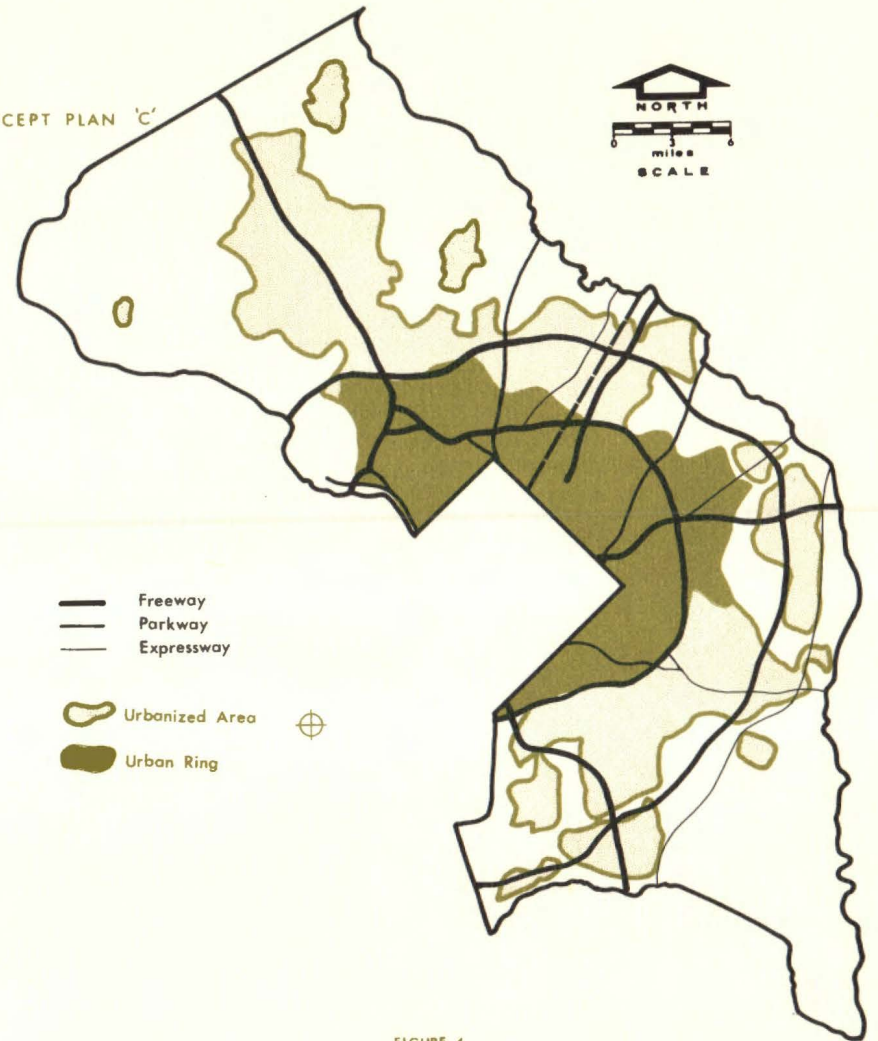 CEPT PLAN 'C'
NORTH
0 3 6
miles
SCALE
Freeway
Parkway
Expressway
Urbanized Area
Urban Ring